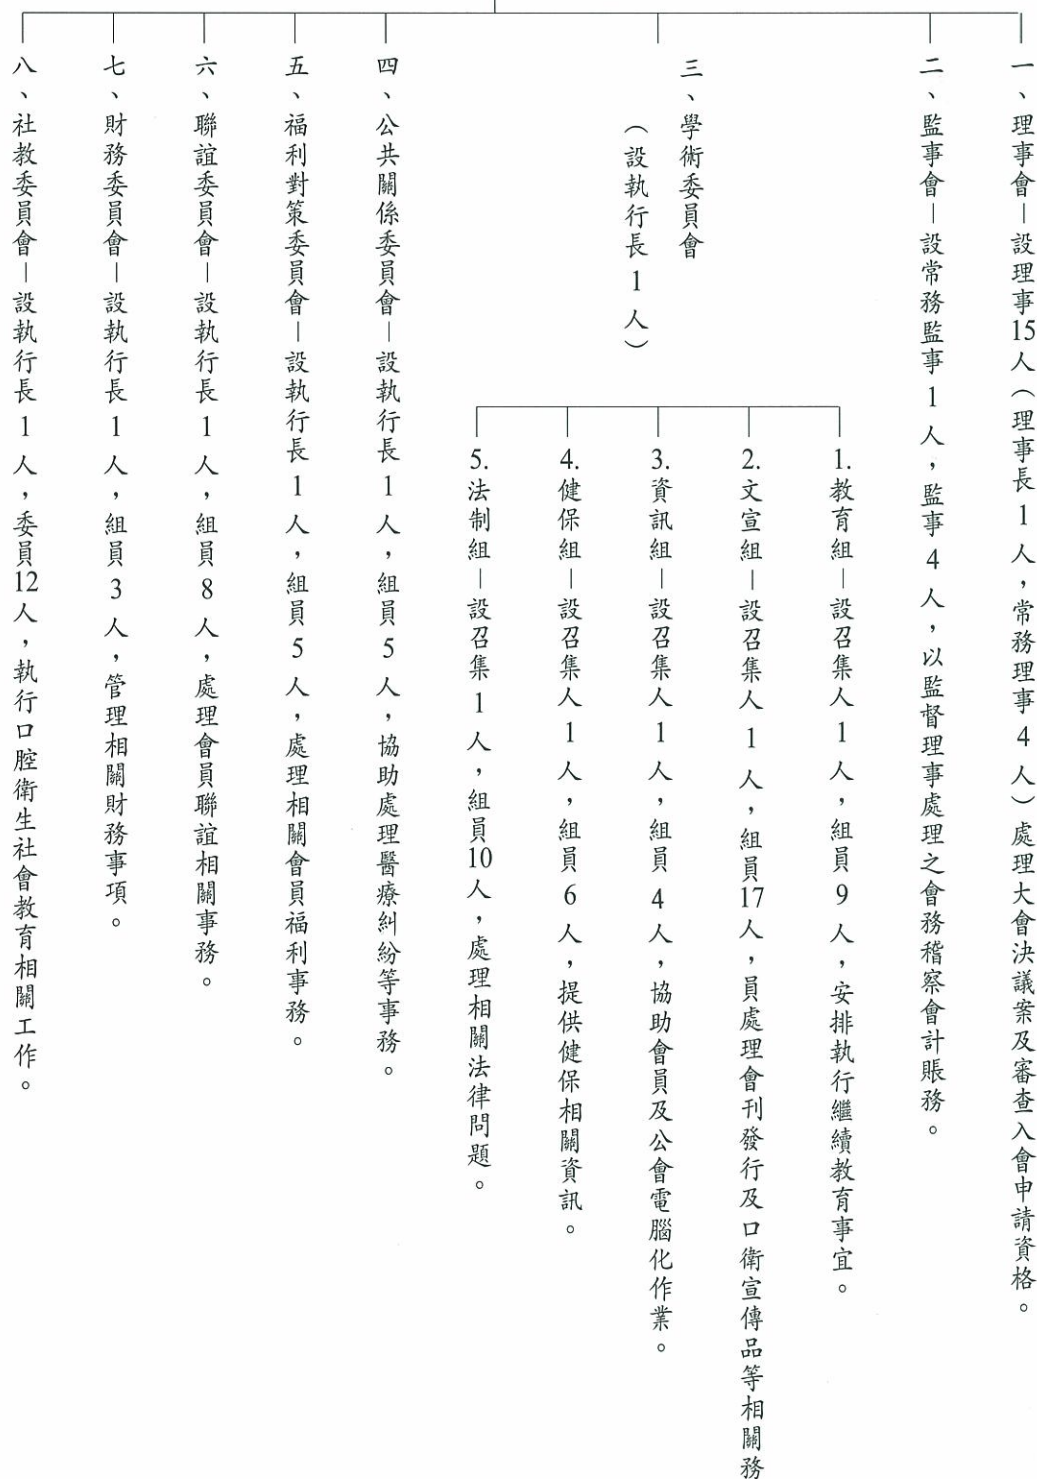 一、理事會｜設理事15人（理事長1人，常務理事4人）處理大會決議案及審查入會申請資格。
二、監事會｜設常務監事1人，監事4人，以監督理事處理之會務稽察會計賬務。
三、學術委員會
（設執行長1人）
1.教育組｜設召集人1人，組員9人，安排執行繼續教育事宜。
2.文宣組｜設召集人1人，組員17人，員處理會刊發行及口衛宣傳品等相關務
3.資訊組｜設召集人1人，組員4人，協助會員及公會電腦化作業。
4.健保組｜設召集人1人，組員6人，提供健保相關資訊。
5.法制組｜設召集1人，組員10人，處理相關法律問題。
四、公共關係委員會｜設執行長1人，組員5人，協助處理醫療糾紛等事務。
五、福利對策委員會｜設執行長1人，組員5人，處理相關會員福利事務。
六、聯誼委員會｜設執行長1人，組員8人，處理會員聯誼相關事務。
七、財務委員會｜設執行長1人，組員3人，管理相關財務事項。
八、社教委員會｜設執行長1人，委員12人，執行口腔衛生社會教育相關工作。